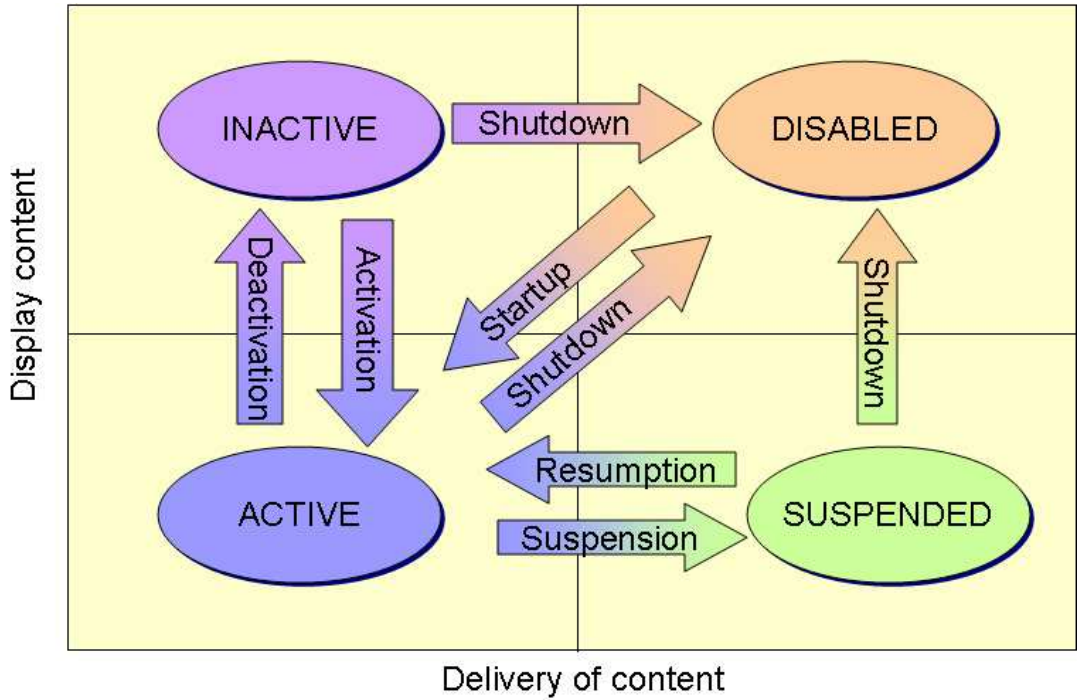 INACTIVE
Shutdown
DISABLED
Display content
Deactivation
Activation
Startup
Shutdown
Shutdown
Resumption
ACTIVE
Suspension
SUSPENDED
Delivery of content